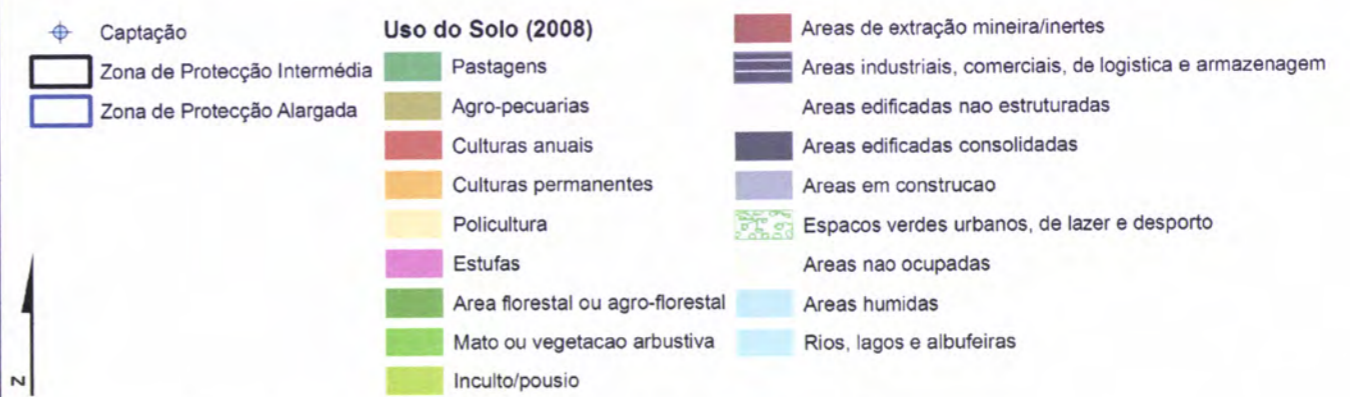 Captação
Zona de Protecção Intermédia
Zona de Protecção Alargada
N
Uso do Solo (2008)
Pastagens
Agro-pecuarias
Culturas anuais
Culturas permanentes
Policultura
Estufas
Area florestal ou agro-florestal
Mato ou vegetacao arbustiva
Inculto/pousio
Areas de extração mineira/inertes
Areas industriais, comerciais, de logistica e armazenagem
Areas edificadas nao estruturadas
Areas edificadas consolidadas
Areas em construcao
Espacos verdes urbanos, de lazer e desporto
Areas nao ocupadas
Areas humidas
Rios, lagos e albufeiras